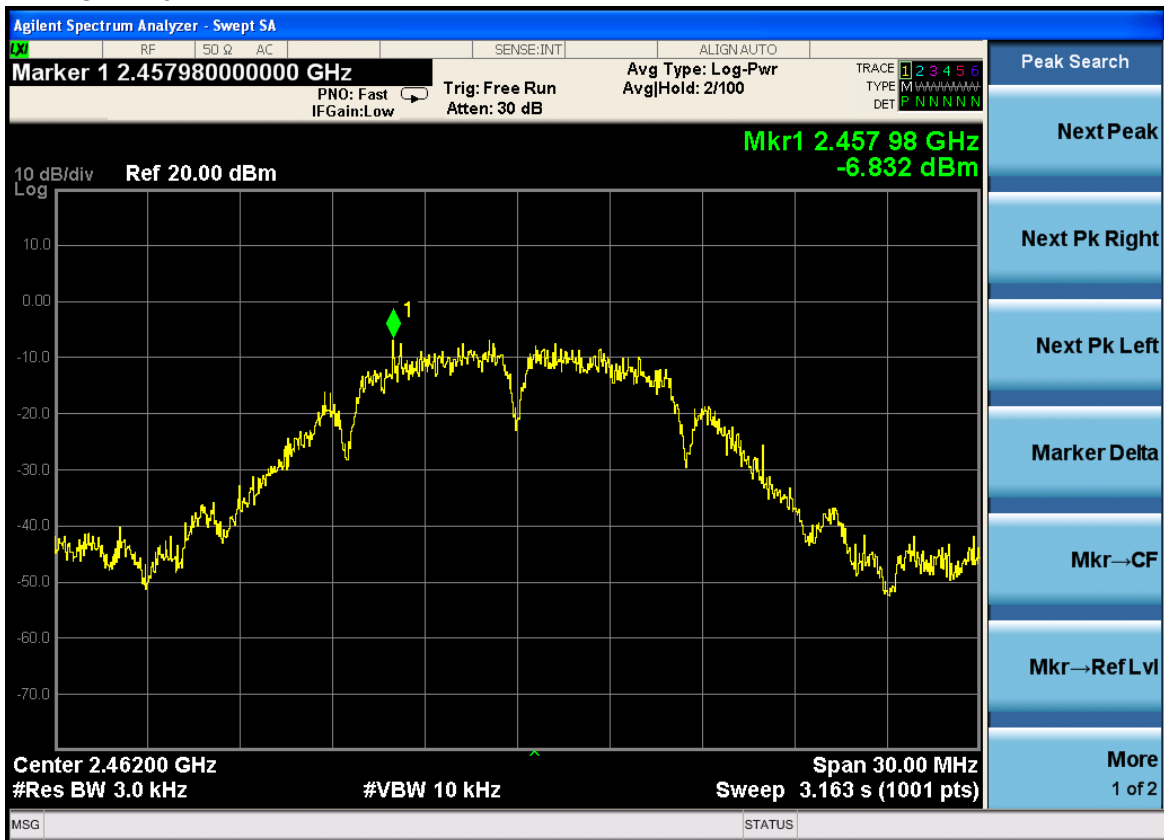 Agilent Spectrum Analyzer - Swept SA
LXI RF 50 Ω AC SENSE:INT ALIGN AUTO
Marker 1 2.457980000000 GHz
PNO: Fast
IFGain:Low
Trig: Free Run
Atten: 30 dB
Avg Type: Log-Pwr
Avg|Hold: 2/100
TRACE 1 2 3 4 5 6
TYPE M
DET P N N N N N
Mkr1 2.457 98 GHz
-6.832 dBm
10 dB/div Ref 20.00 dBm
Log
10.0
0.00
-10.0
-20.0
-30.0
-40.0
-50.0
-60.0
-70.0
1
Center 2.46200 GHz Span 30.00 MHz
#Res BW 3.0 kHz #VBW 10 kHz Sweep 3.163 s (1001 pts)
MSG STATUS
Peak Search
Next Peak
Next Pk Right
Next Pk Left
Marker Delta
Mkr→CF
Mkr→Ref Lvl
More
1 of 2